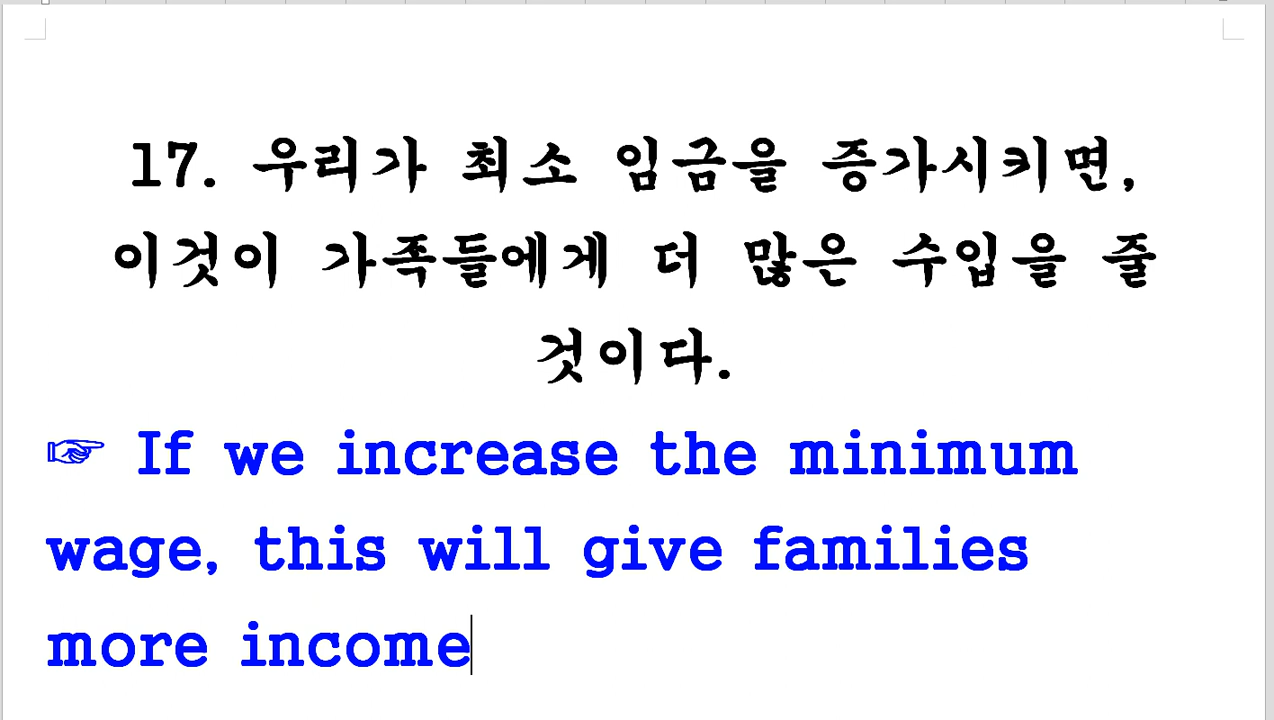 17. 우리가 최소 임금을 증가시키면,
이것이 가족들에게 더 많은 수입을 줄
것이다.
☞ If we increase the minimum
wage, this will give families
more income